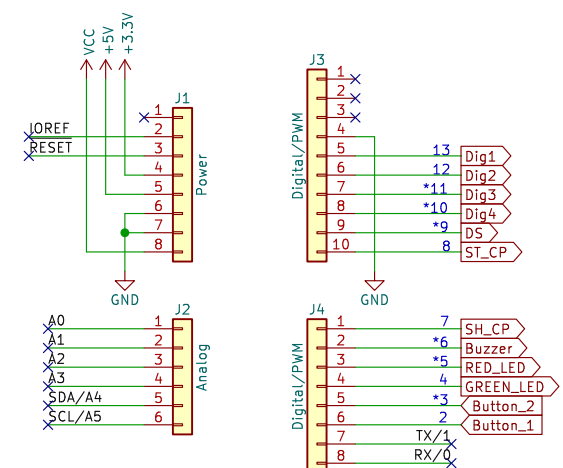 VCC
+5V
+3.3V
J1
1
IOREF 2
RESET 3
4
5
6
7
8
Power
GND
J2
A0 1
A1 2
A2 3
A3 4
SDA/A4 5
SCL/A5 6
Analog
J3
1
2
3
4
5 13 Dig1
6 12 Dig2
7 *11 Dig3
8 *10 Dig4
9 *9 DS
10 8 ST_CP
Digital/PWM
GND
J4
1 7 SH_CP
2 *6 Buzzer
3 *5 RED_LED
4 4 GREEN_LED
5 *3 Button_2
6 2 Button_1
7 TX/1
8 RX/0
Digital/PWM